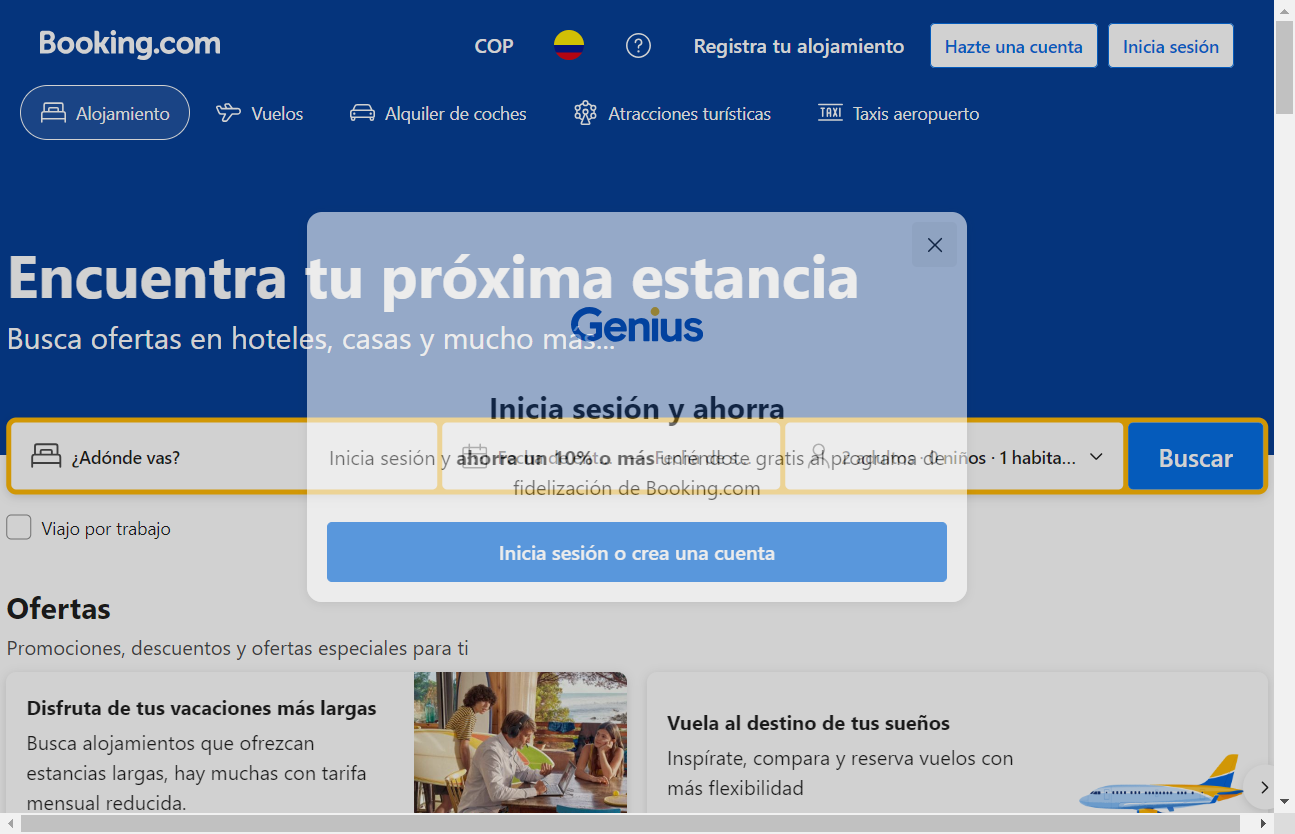 Booking.com
COP
Registra tu alojamiento
Hazte una cuenta
Inicia sesión
Alojamiento
Vuelos
Alquiler de coches
Atracciones turísticas
TAXI
Taxis aeropuerto
Encuentra tu próxima estancia
Busca ofertas en hoteles, casas y mucho más...
Genius
Inicia sesión y ahorra
Inicia sesión y ahorra un 10% o más uniéndote gratis al programa de
fidelización de Booking.com
Inicia sesión o crea una cuenta
¿Adónde vas?
2 adultos · 0 niños · 1 habita...
Buscar
Viajo por trabajo
Ofertas
Promociones, descuentos y ofertas especiales para ti
Disfruta de tus vacaciones más largas
Busca alojamientos que ofrezcan
estancias largas, hay muchas con tarifa
mensual reducida.
Vuela al destino de tus sueños
Inspírate, compara y reserva vuelos con
más flexibilidad